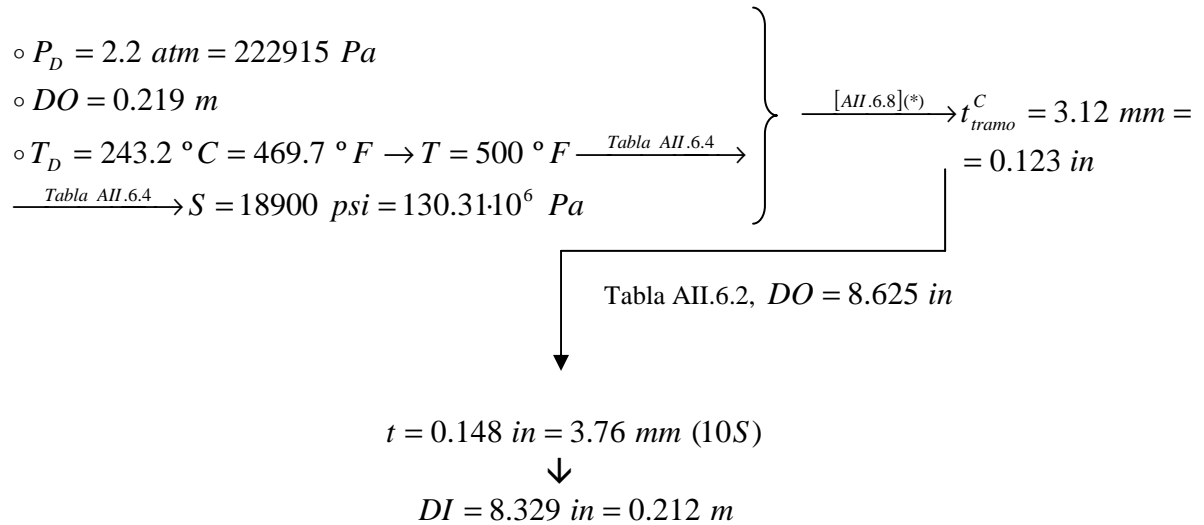 ∘ P_D = 2.2 atm = 222915 Pa
∘ DO = 0.219 m
∘ T_D = 243.2 °C = 469.7 °F → T = 500 °F —Tabla AII.6.4→
—Tabla AII.6.4→ S = 18900 psi = 130.31·10^6 Pa
—[AII.6.8](*)→ t^C_tramo = 3.12 mm =
= 0.123 in
Tabla AII.6.2, DO = 8.625 in
t = 0.148 in = 3.76 mm (10S)
↓
DI = 8.329 in = 0.212 m